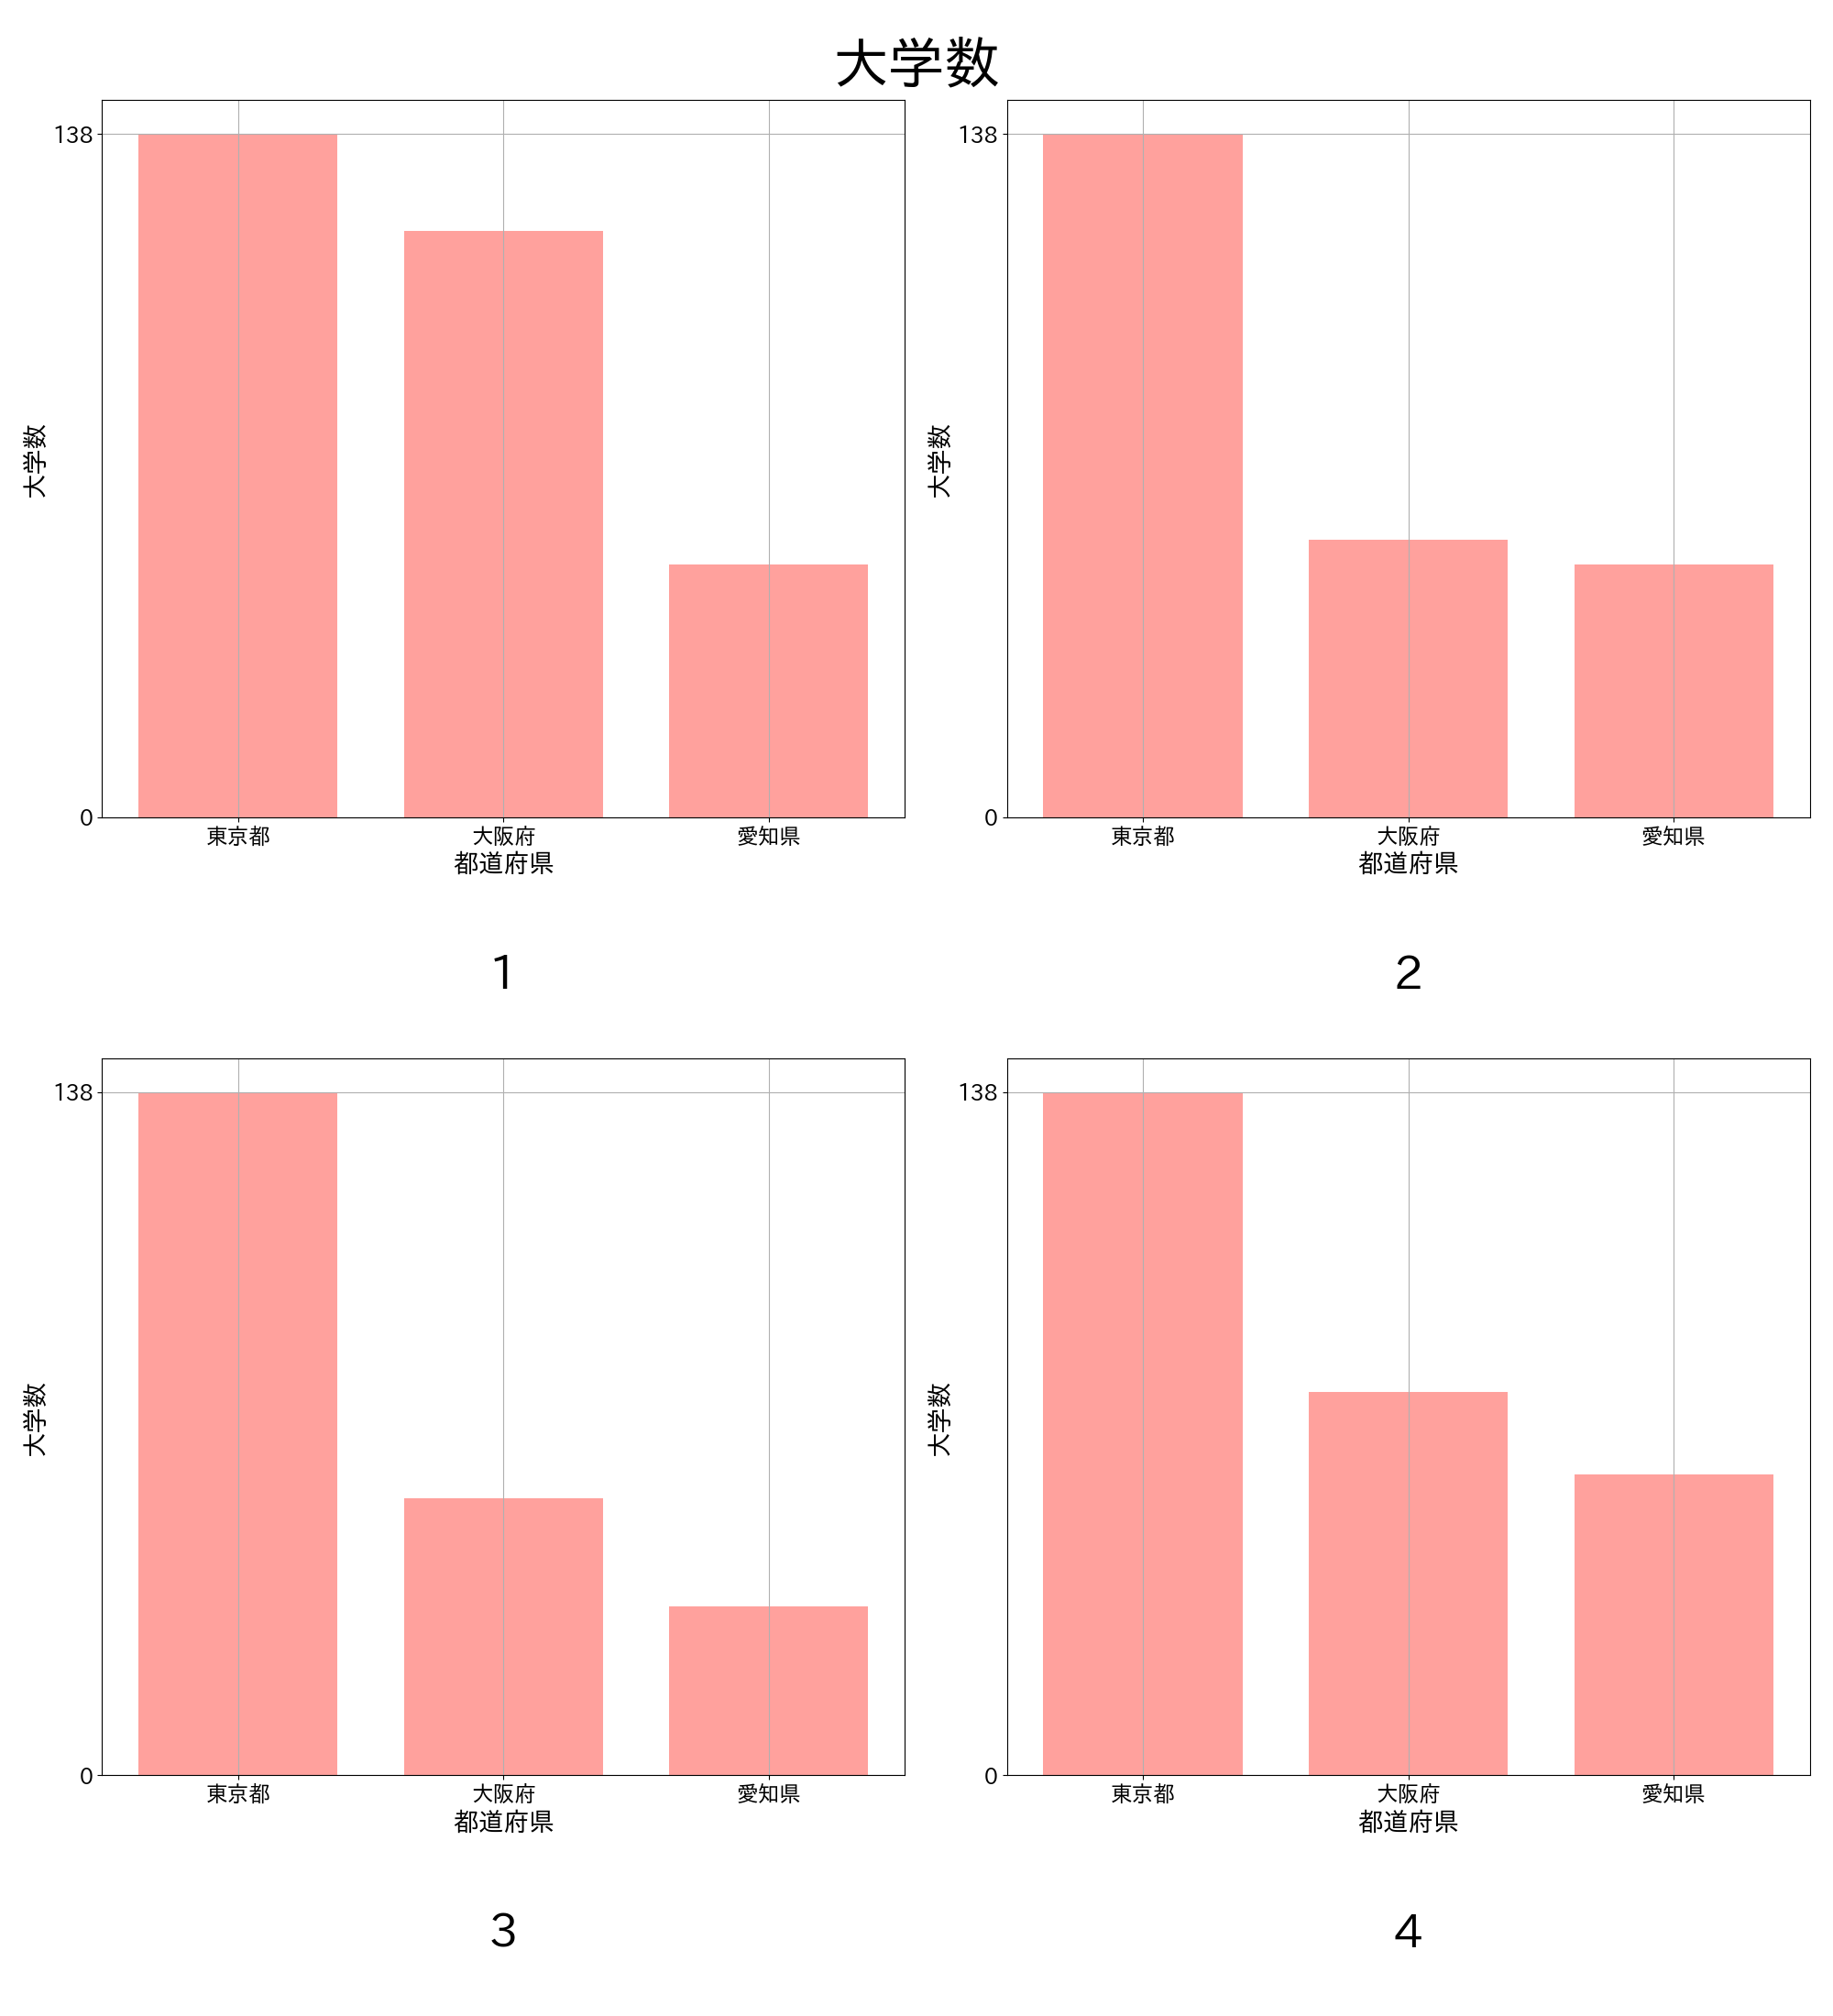 大学数
138
0
大学数
東京都 大阪府 愛知県
都道府県
1
138
0
大学数
東京都 大阪府 愛知県
都道府県
2
138
0
大学数
東京都 大阪府 愛知県
都道府県
3
138
0
大学数
東京都 大阪府 愛知県
都道府県
4